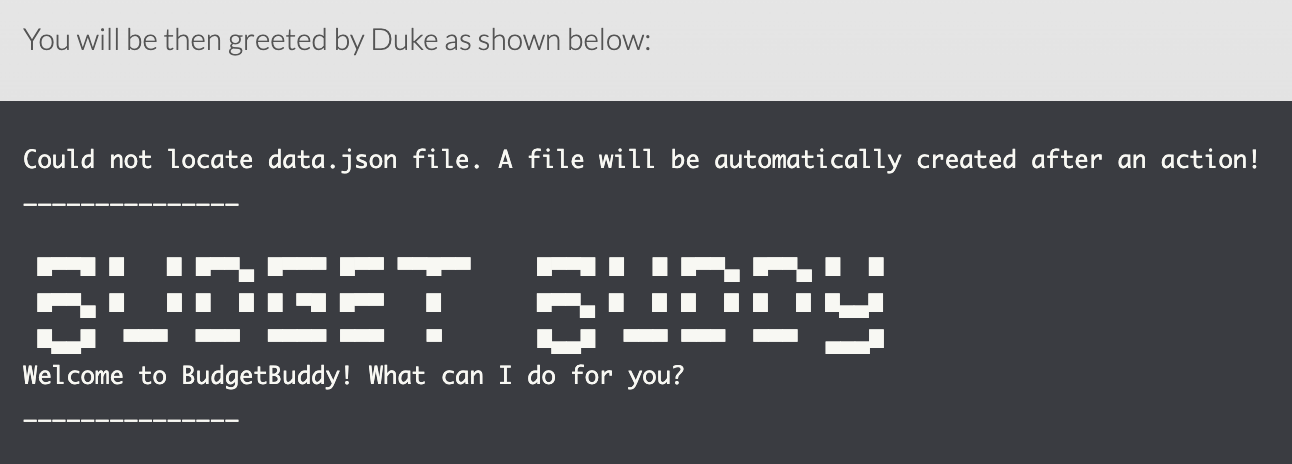 You will be then greeted by Duke as shown below:
Could not locate data.json file. A file will be automatically created after an action!
_______________
BUDGET BUDDY
Welcome to BudgetBuddy! What can I do for you?
_______________